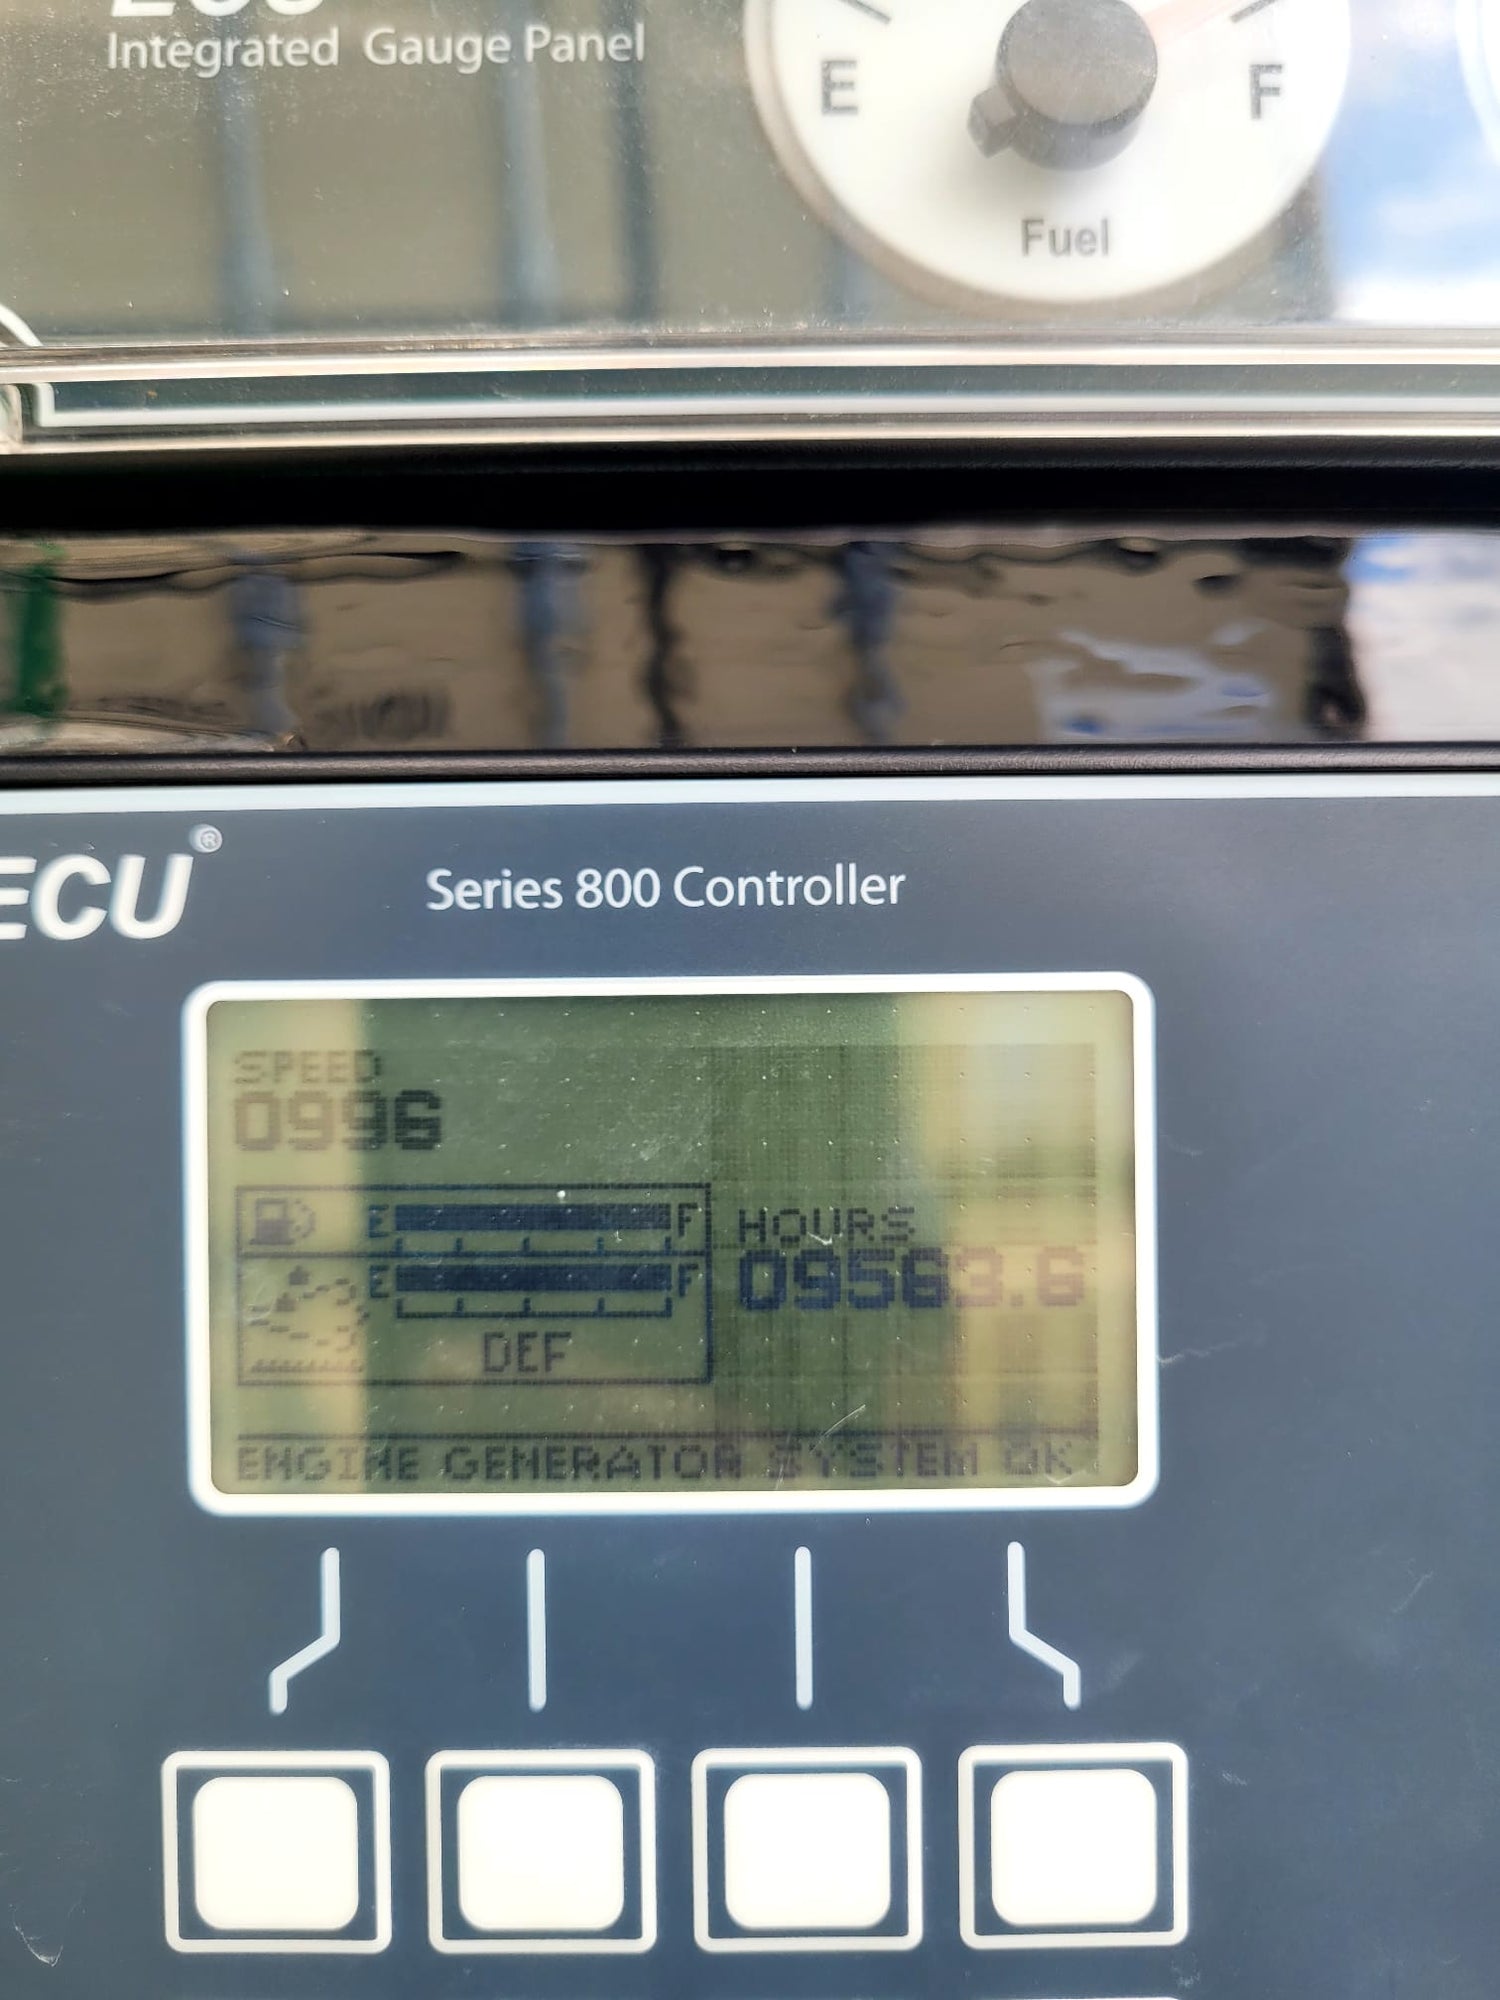 Integrated Gauge Panel
E F
Fuel
ECU®
Series 800 Controller
SPEED
0996
E F
HOURS
09563.6
E F
DEF
ENGINE GENERATOR SYSTEM OK